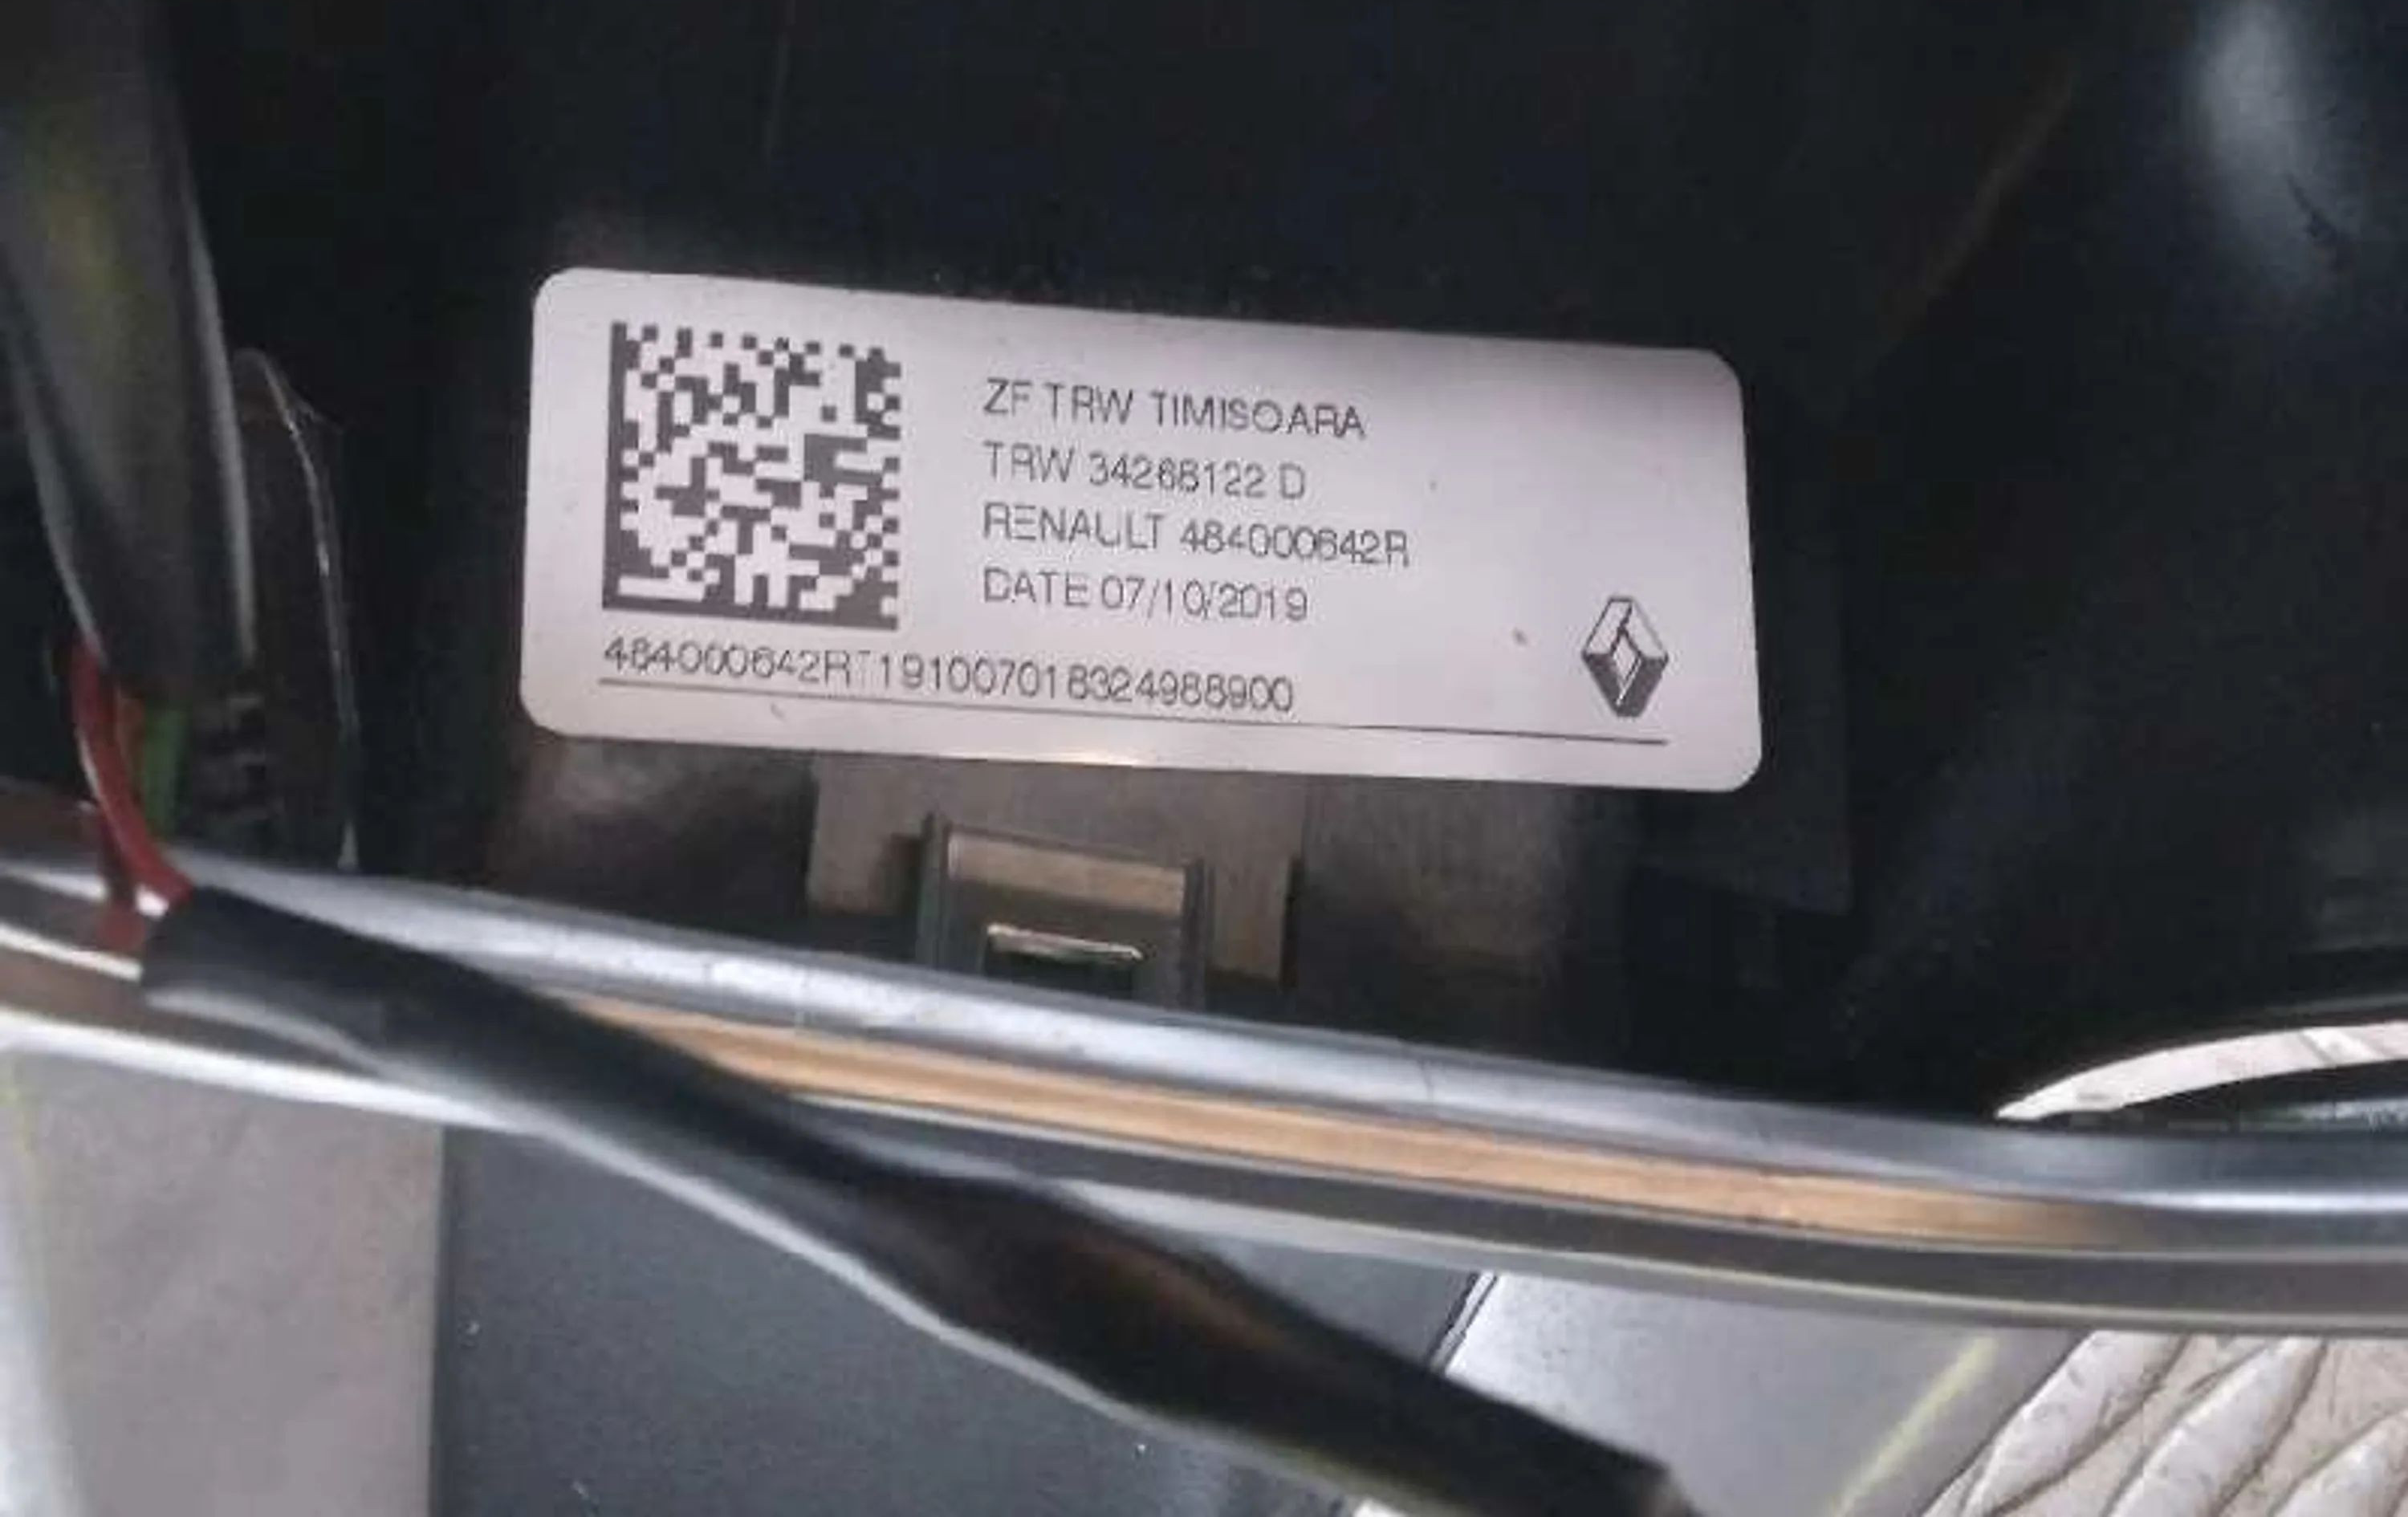 ZF TRW TIMISOARA
TRW 34268122 D
RENAULT 484000642R
DATE 07/10/2019
484000642RT191007018324988900